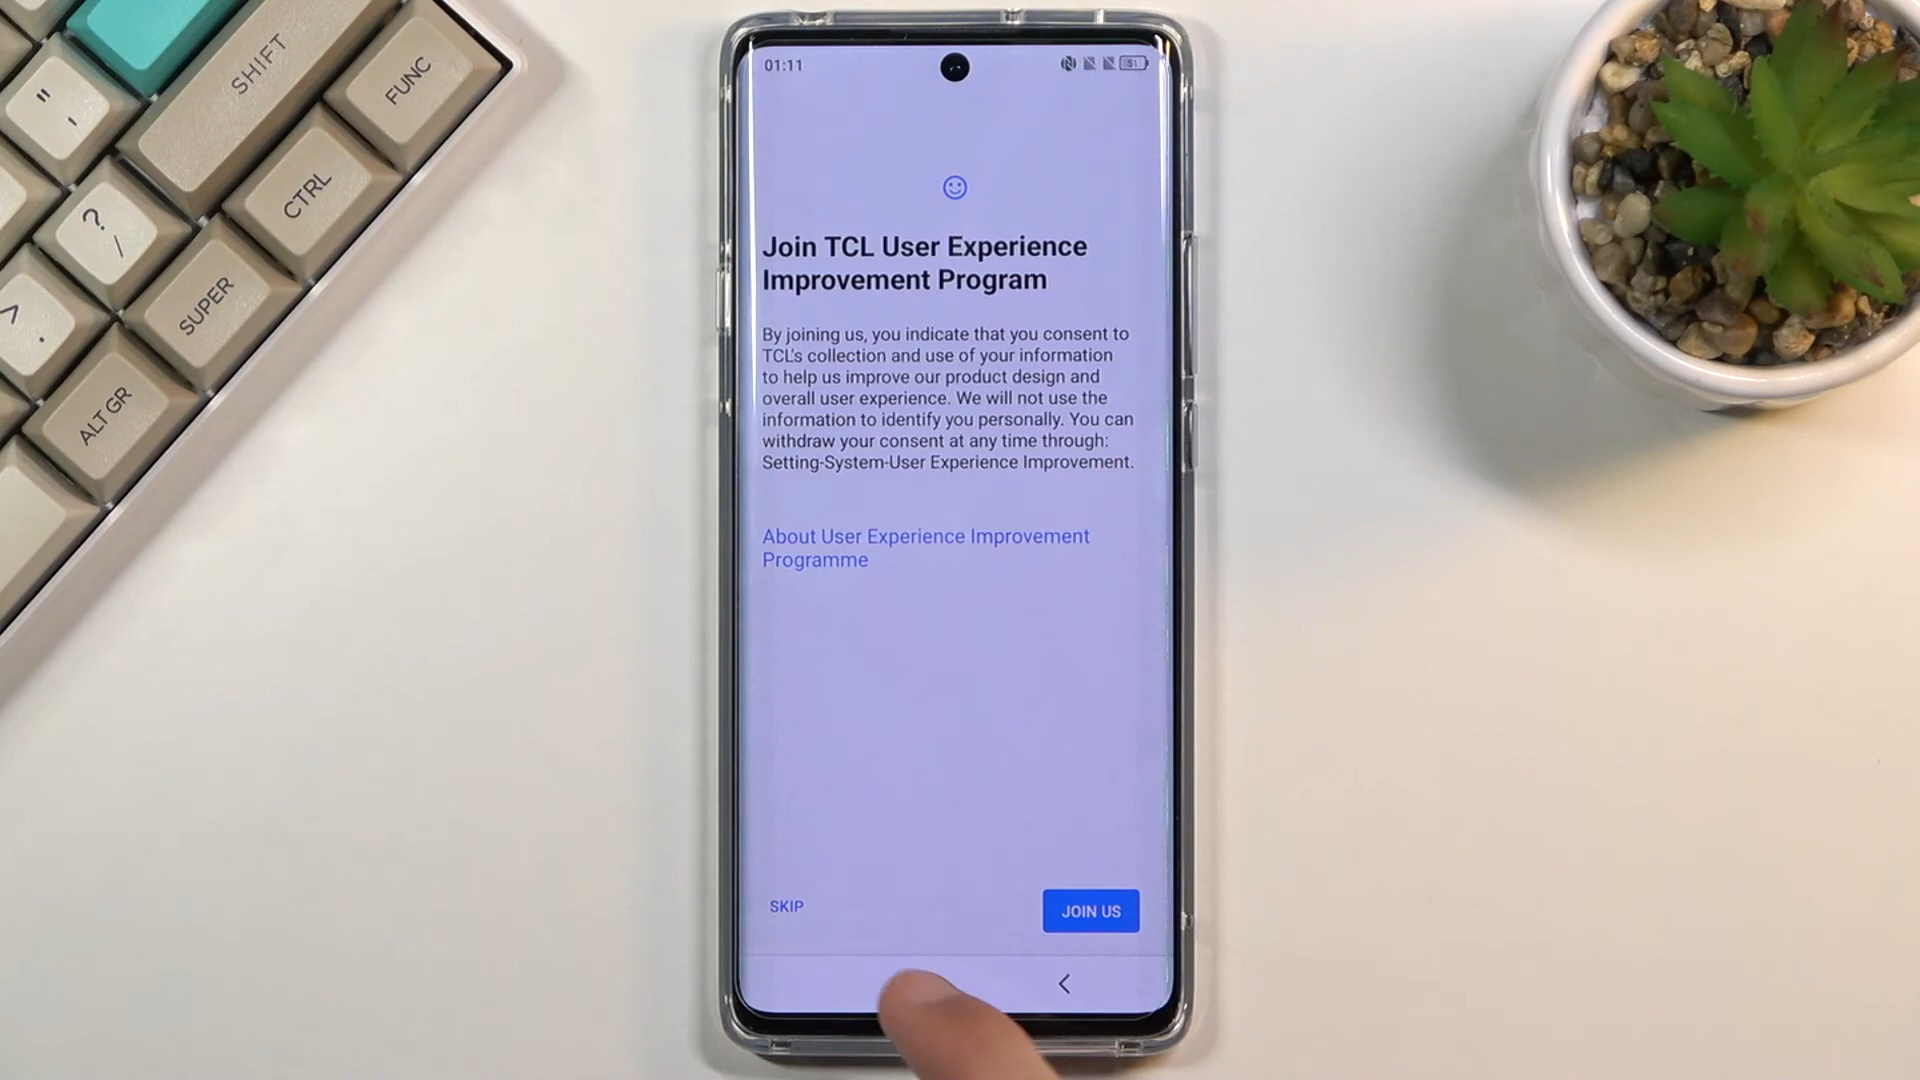 "
'
SHIFT
FUNC
?
/
CTRL
>
.
SUPER
ALT GR
01:11
51
Join TCL User Experience
Improvement Program
By joining us, you indicate that you consent to
TCL's collection and use of your information
to help us improve our product design and
overall user experience. We will not use the
information to identify you personally. You can
withdraw your consent at any time through:
Setting-System-User Experience Improvement.
About User Experience Improvement
Programme
SKIP
JOIN US